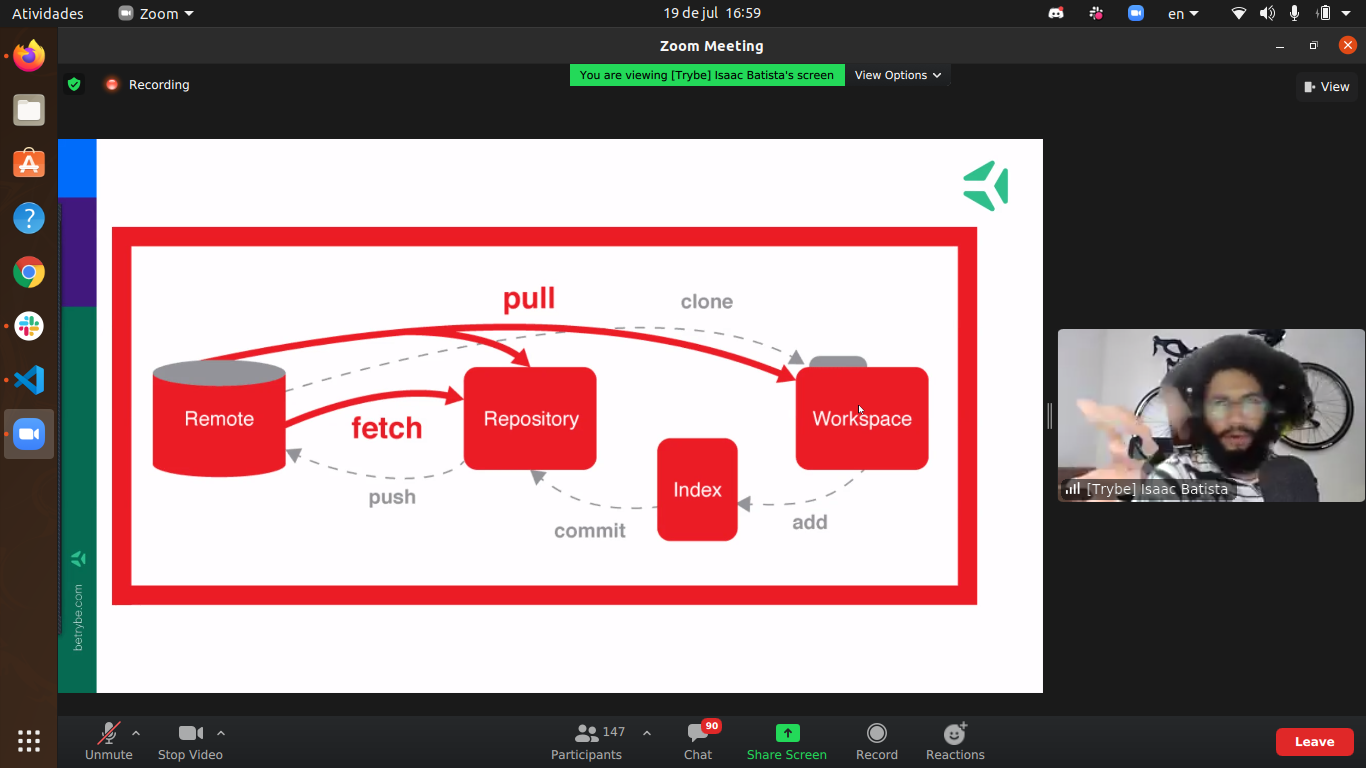 Atividades
Zoom
19 de jul 16:59
en
Zoom Meeting
Recording
You are viewing [Trybe] Isaac Batista's screen
View Options
View
pull
clone
Remote
Repository
Workspace
fetch
Index
push
commit
add
betrybe.com
[Trybe] Isaac Batista
Unmute
Stop Video
147
Participants
90
Chat
Share Screen
Record
Reactions
Leave